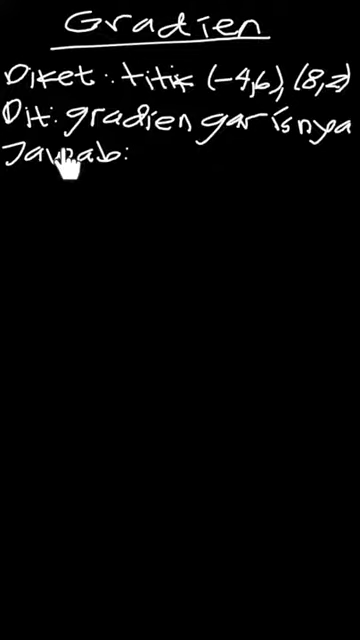 Gradien
Diket : titik (-4,6), (8,2)
Dit: gradien garisnya
Jawab: